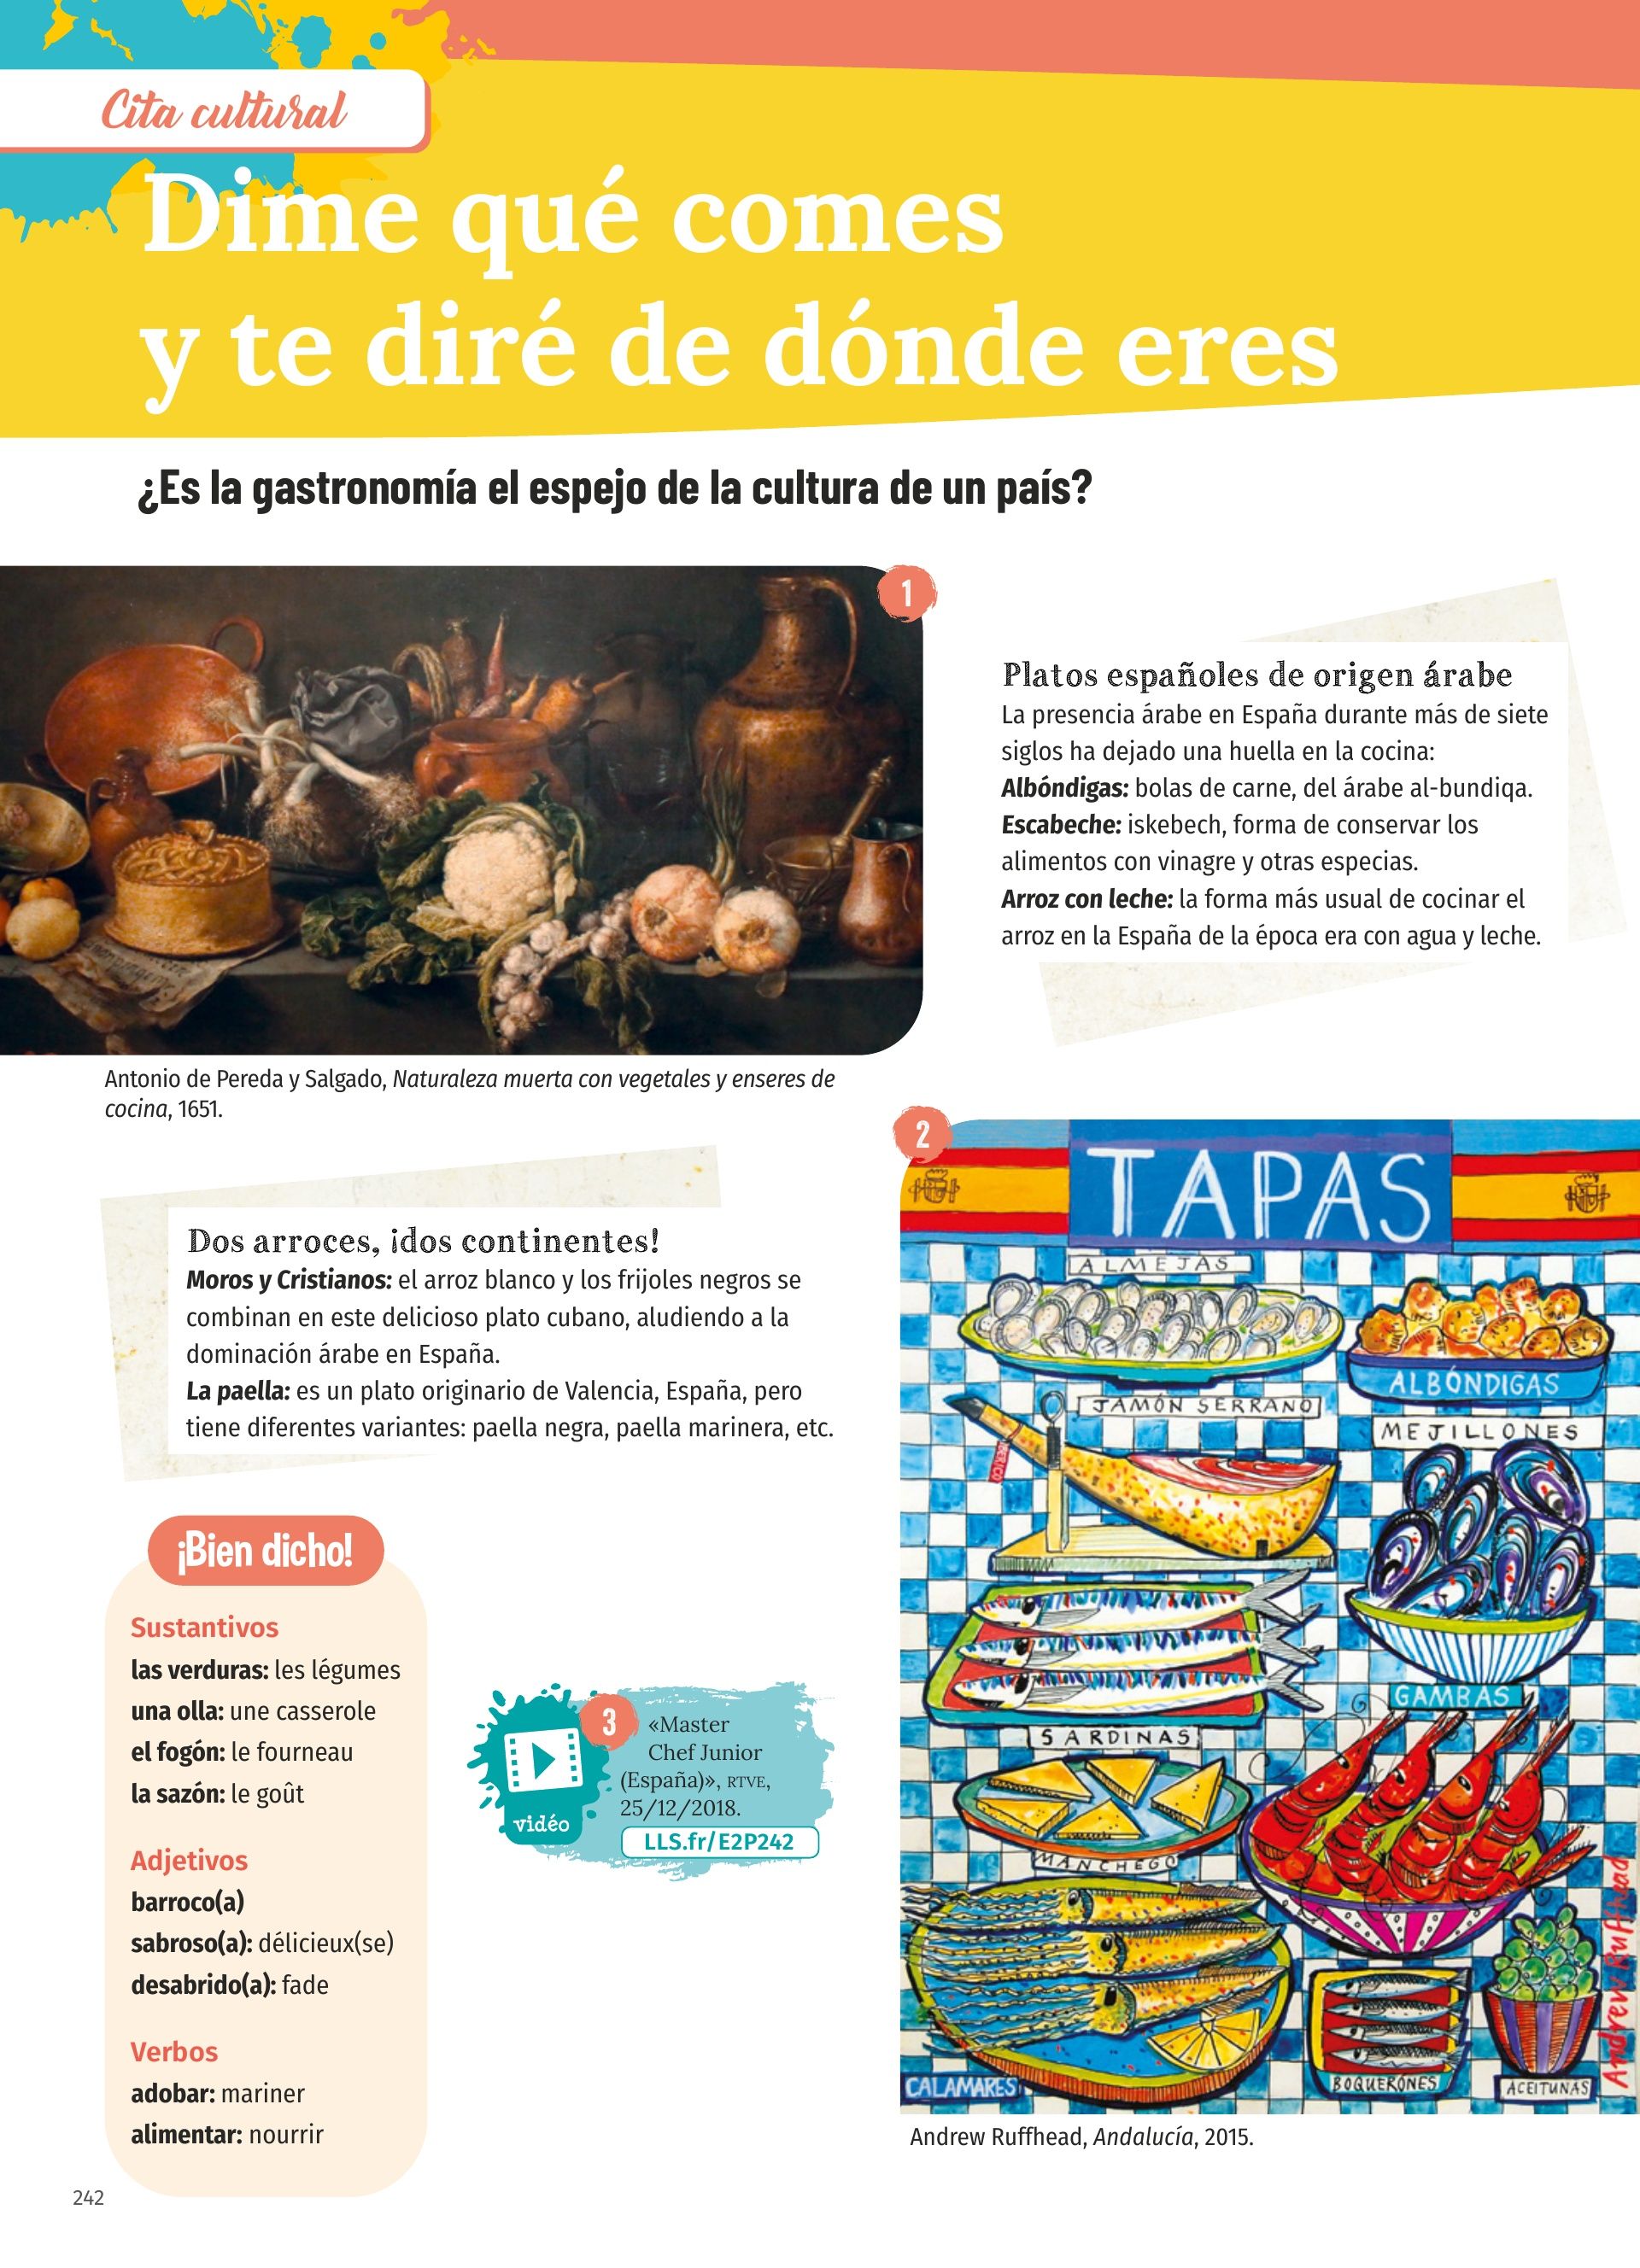 Cita cultural
Dime qué comes
y te diré de dónde eres
¿Es la gastronomía el espejo de la cultura de un país?
1
Antonio de Pereda y Salgado, Naturaleza muerta con vegetales y enseres de
cocina, 1651.
Platos españoles de origen árabe
La presencia árabe en España durante más de siete
siglos ha dejado una huella en la cocina:
Albóndigas: bolas de carne, del árabe al-bundiqa.
Escabeche: iskebech, forma de conservar los
alimentos con vinagre y otras especias.
Arroz con leche: la forma más usual de cocinar el
arroz en la España de la época era con agua y leche.
Dos arroces, ¡dos continentes!
Moros y Cristianos: el arroz blanco y los frijoles negros se
combinan en este delicioso plato cubano, aludiendo a la
dominación árabe en España.
La paella: es un plato originario de Valencia, España, pero
tiene diferentes variantes: paella negra, paella marinera, etc.
2
TAPAS
ALMEJAS
ALBÓNDIGAS
JAMÓN SERRANO
IBERICO
MEJILLONES
GAMBAS
SARDINAS
MANCHEGO
CALAMARES
BOQUERONES
ACEITUNAS
Andrew Ruffhead
Andrew Ruffhead, Andalucía, 2015.
¡Bien dicho!
Sustantivos
las verduras: les légumes
una olla: une casserole
el fogón: le fourneau
la sazón: le goût
Adjetivos
barroco(a)
sabroso(a): délicieux(se)
desabrido(a): fade
Verbos
adobar: mariner
alimentar: nourrir
vidéo
3
«Master
Chef Junior
(España)», RTVE,
25/12/2018.
LLS.fr/E2P242
242